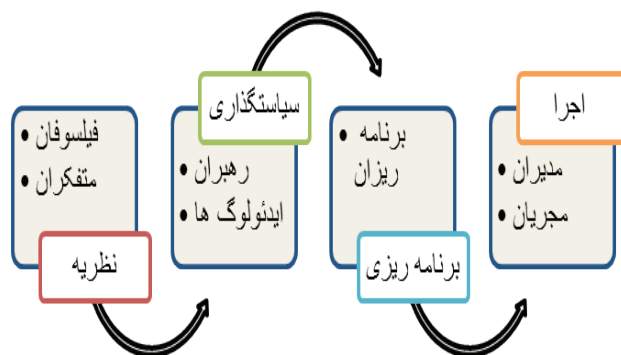 • فیلسوفان
• متفکران
نظریه
سیاستگذاری
• رهبران
• ایدئولوگ ها
• برنامه
ریزان
برنامه ریزی
اجرا
• مدیران
• مجریان